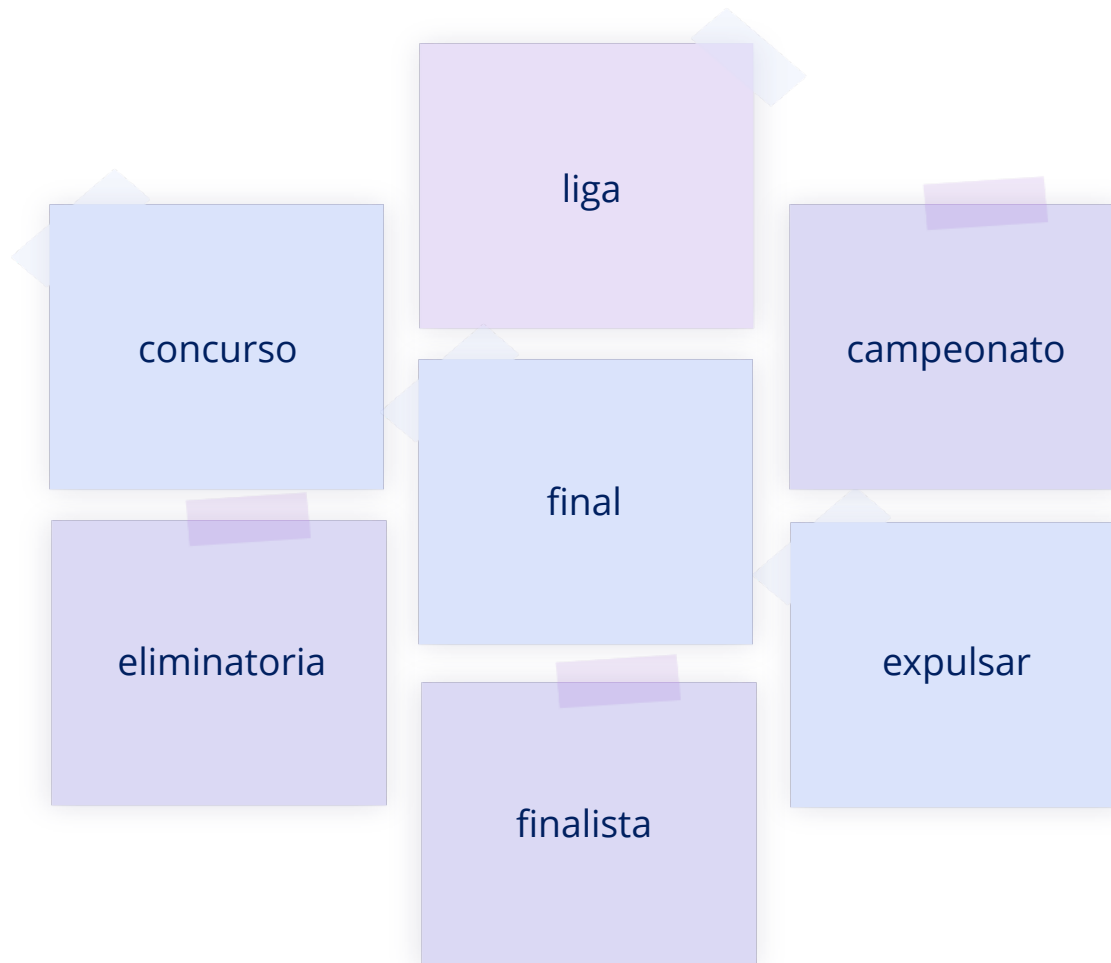 liga
concurso
campeonato
final
eliminatoria
expulsar
finalista